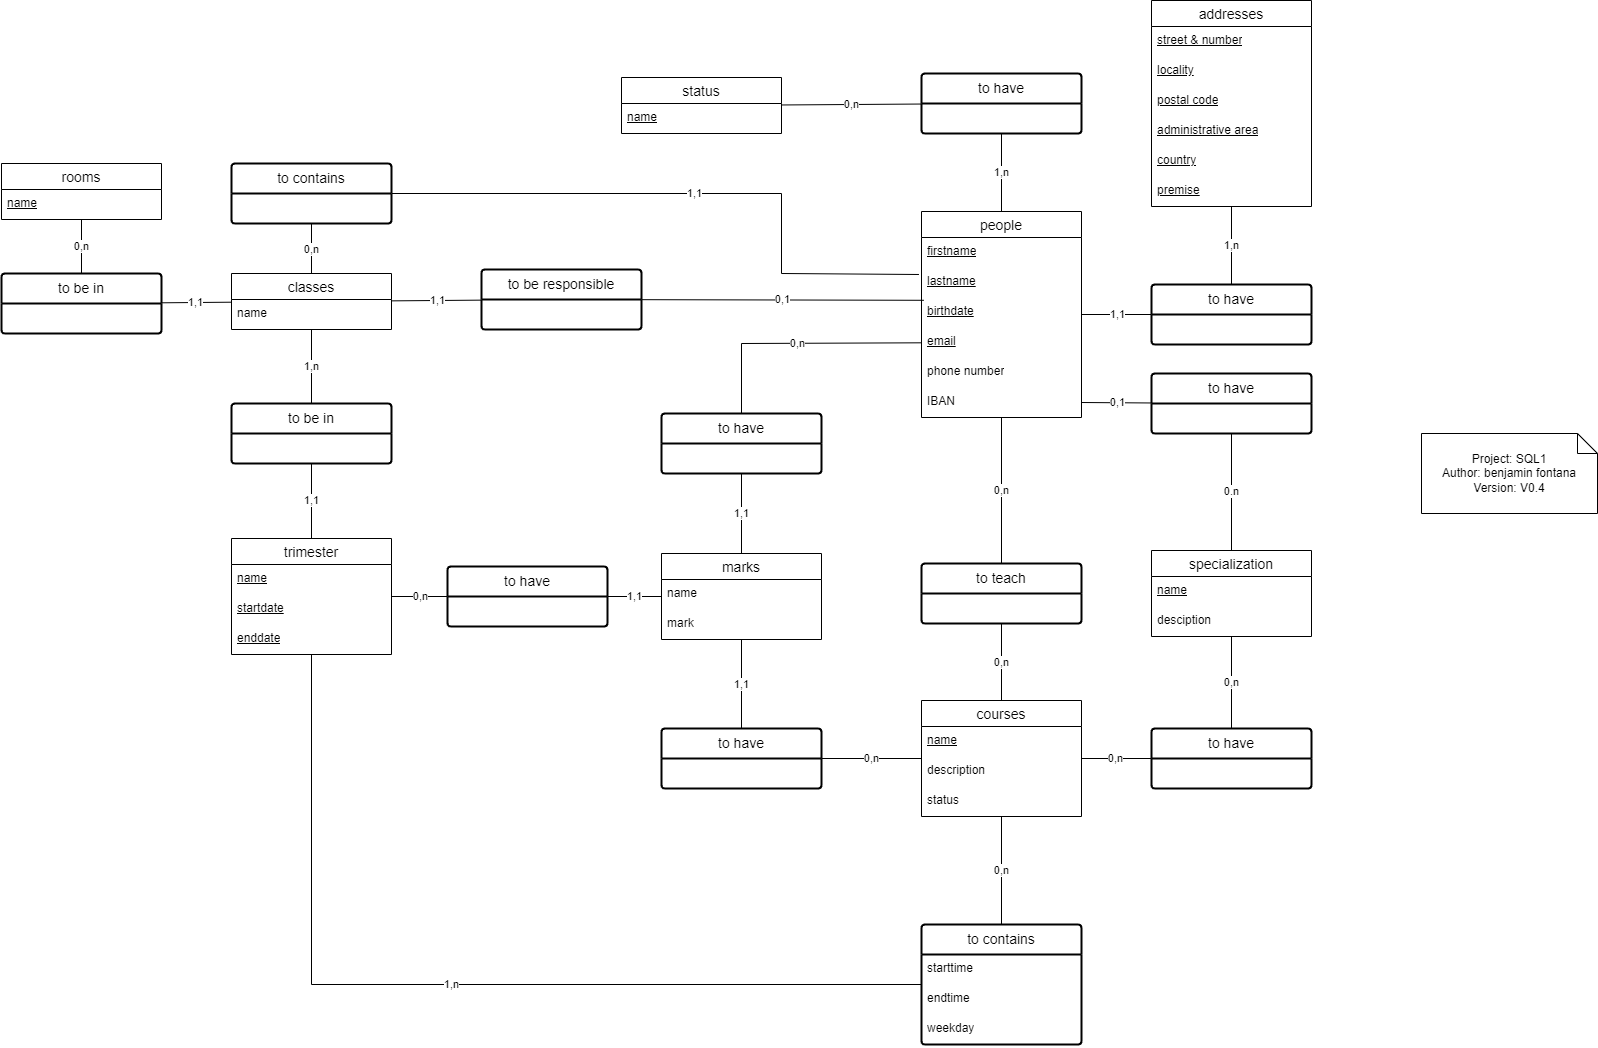 addresses
street & number
locality
postal code
administrative area
country
premise
status
name
0,n
to have
1,n
rooms
name
to contains
1,1
people
firstname
lastname
birthdate
email
phone number
IBAN
0,n
0,n
1,n
to be in
1,1
classes
name
1,1
to be responsible
0,1
1,1
to have
0,n
1,n
0,1
to have
to be in
to have
Project: SQL1
Author: benjamin fontana
Version: V0.4
1,1
1,1
0,n
0,n
trimester
name
startdate
enddate
0,n
to have
1,1
marks
name
mark
to teach
specialization
name
desciption
1,1
0,n
0,n
to have
0,n
courses
name
description
status
0,n
to have
0,n
1,n
to contains
starttime
endtime
weekday